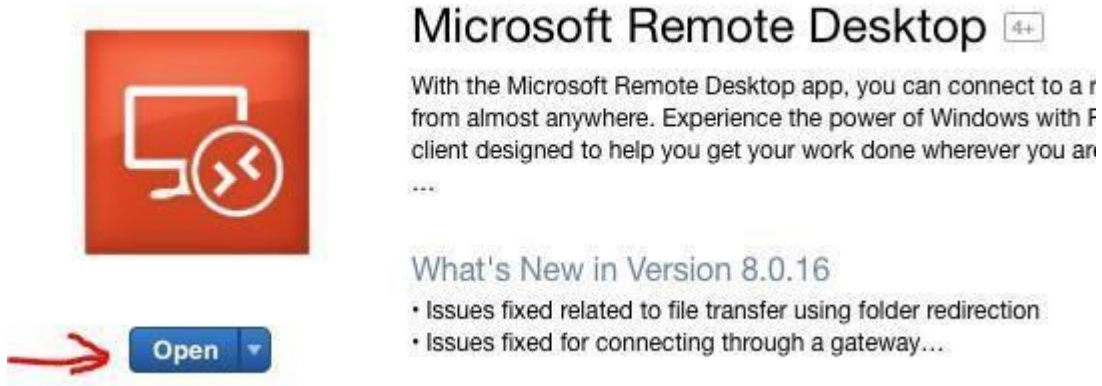 Microsoft Remote Desktop 4+
With the Microsoft Remote Desktop app, you can connect to a
from almost anywhere. Experience the power of Windows with
client designed to help you get your work done wherever you are
...
What's New in Version 8.0.16
• Issues fixed related to file transfer using folder redirection
• Issues fixed for connecting through a gateway...
Open